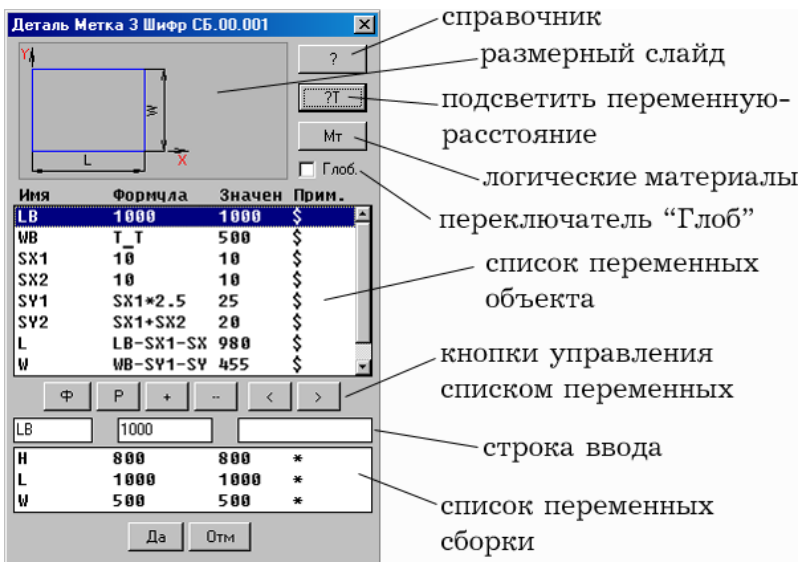 Деталь Метка 3 Шифр СБ.00.001
справочник
Y
?
размерный слайд
?T
подсветить переменную-
расстояние
W
Мт
L
X
логические материалы
Глоб.
переключатель “Глоб”
Имя Формула Значен Прим.
LB 1000 1000 $
WB T_T 500 $
SX1 10 10 $
SX2 10 10 $
SY1 SX1*2.5 25 $
SY2 SX1+SX2 20 $
L LB-SX1-SX 980 $
W WB-SY1-SY 455 $
список переменных
объекта
Ф Р + -- < >
кнопки управления
списком переменных
LB 1000
строка ввода
H 800 800 *
L 1000 1000 *
W 500 500 *
список переменных
сборки
Да Отм